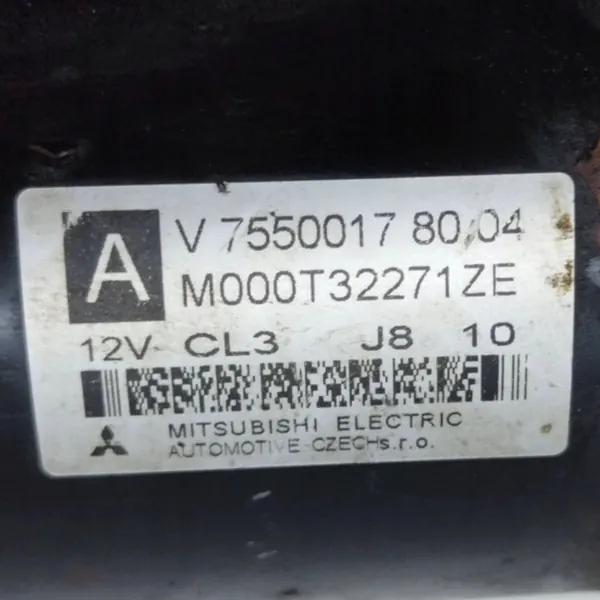 A
V 7550017 80 04
M000T32271ZE
12V CL3 J8 10
MITSUBISHI ELECTRIC
AUTOMOTIVE-CZECH s.r.o.